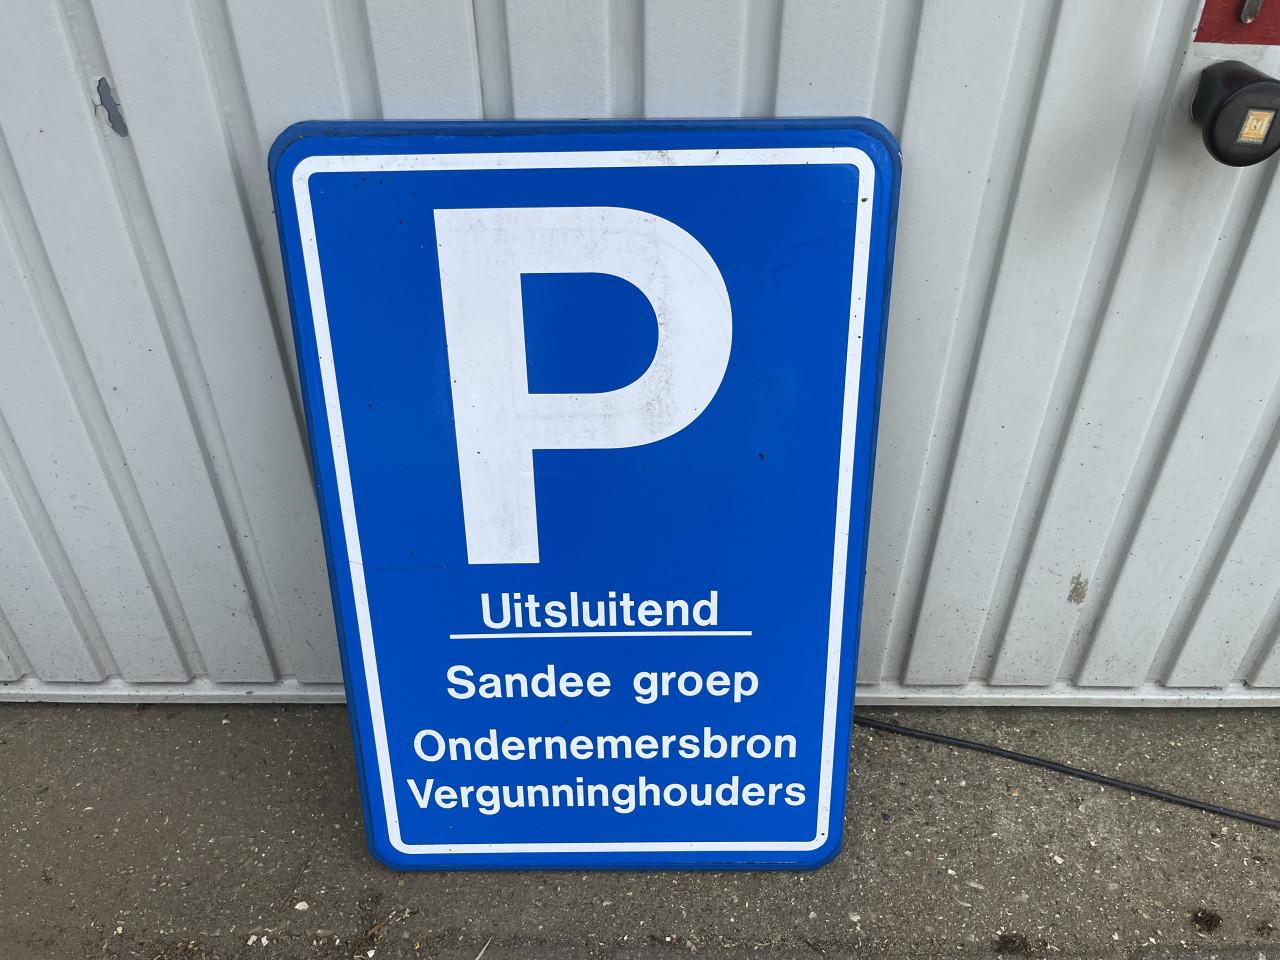 P
Uitsluitend
Sandee groep
Ondernemersbron
Vergunninghouders